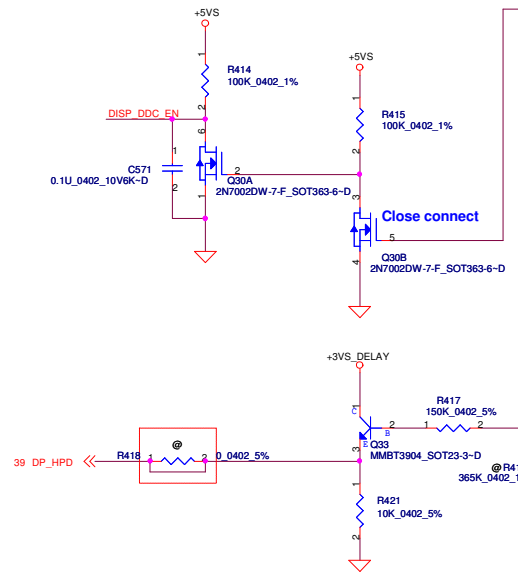 +5VS
+5VS
1
R414
100K_0402_1%
2
1
R415
100K_0402_1%
2
DISP_DDC_EN
6
1
C571
0.1U_0402_10V6K~D
2
2
Q30A
2N7002DW-7-F_SOT363-6~D
1
3
Close connect
5
Q30B
2N7002DW-7-F_SOT363-6~D
4
+3VS_DELAY
1
C
R417
150K_0402_5%
2
1
2
B
E
Q33
MMBT3904_SOT23-3~D
3
@
R41
365K_0402_1
@
39 DP_HPD
R418
1
2
0_0402_5%
1
R421
10K_0402_5%
2